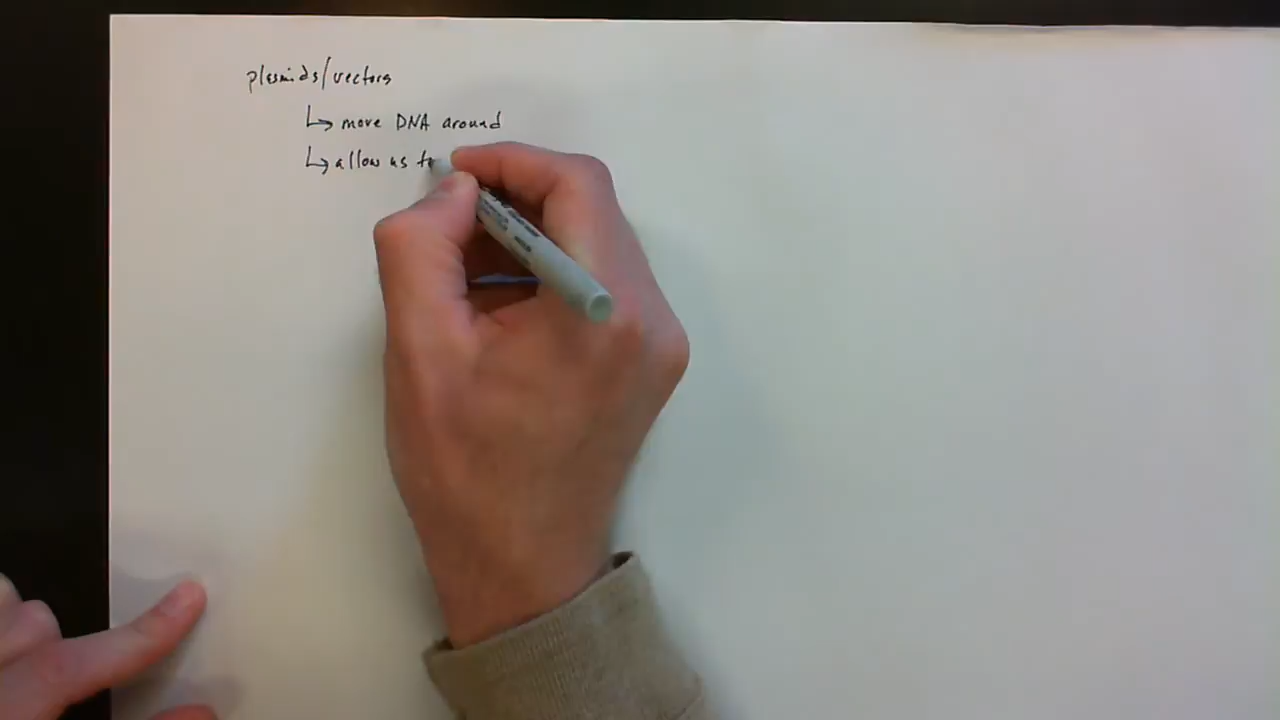 plasmids/vectors
↳ move DNA around
↳ allow us to